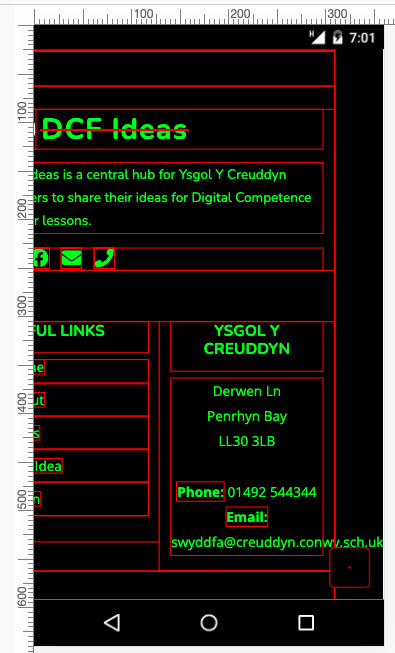 100
200
300
H
7:01
100
DCF Ideas
deas is a central hub for Ysgol Y Creuddyn
ers to share their ideas for Digital Competence
r lessons.
200
300
FUL LINKS
YSGOL Y
CREUDDYN
ne
Derwen Ln
ut
Penrhyn Bay
400
s
LL30 3LB
Idea
n
Phone: 01492 544344
500
Email:
swyddfa@creuddyn.conwy.sch.uk
600